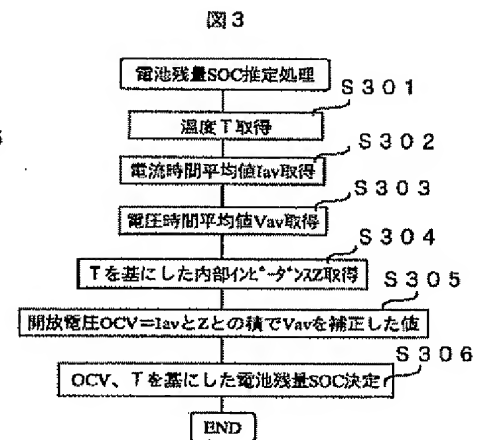 図3
電池残量SOC推定処理
S301
温度T取得
S302
電流時間平均値Iav取得
S303
電圧時間平均値Vav取得
S304
Tを基にした内部ｲﾝﾋﾟｰﾀﾞﾝｽZ取得
S305
開放電圧OCV=IavとZとの積でVavを補正した値
S306
OCV、Tを基にした電池残量SOC決定
END